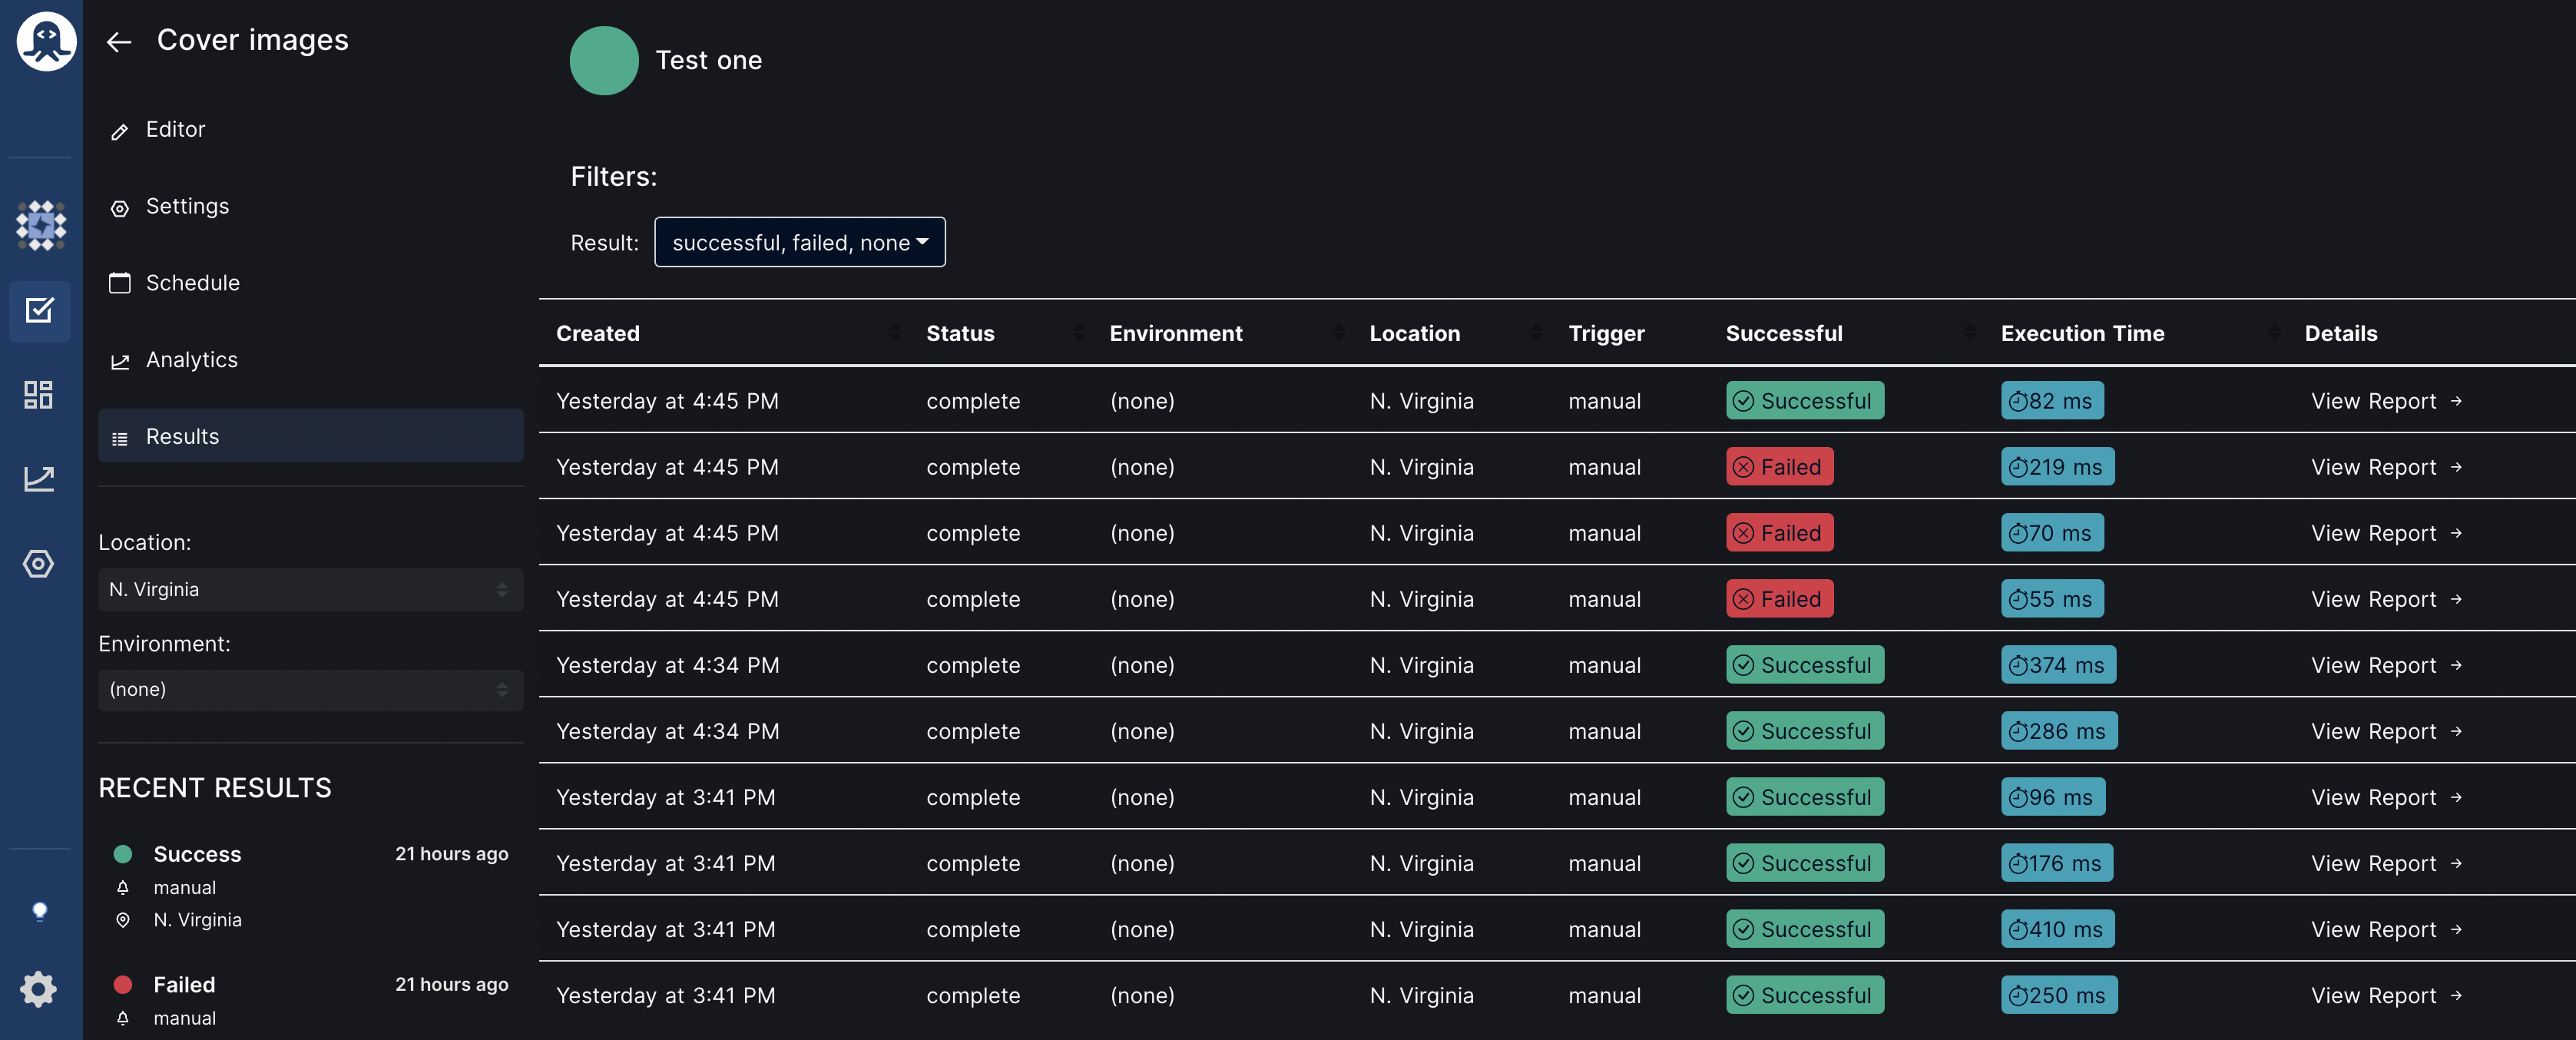 Cover images
Editor
Settings
Schedule
Analytics
Results
Location:
N. Virginia
Environment:
(none)
RECENT RESULTS
Success 21 hours ago
manual
N. Virginia
Failed 21 hours ago
manual
Test one
Filters:
Result: successful, failed, none
Created Status Environment Location Trigger Successful Execution Time Details
Yesterday at 4:45 PM complete (none) N. Virginia manual Successful 82 ms View Report →
Yesterday at 4:45 PM complete (none) N. Virginia manual Failed 219 ms View Report →
Yesterday at 4:45 PM complete (none) N. Virginia manual Failed 70 ms View Report →
Yesterday at 4:45 PM complete (none) N. Virginia manual Failed 55 ms View Report →
Yesterday at 4:34 PM complete (none) N. Virginia manual Successful 374 ms View Report →
Yesterday at 4:34 PM complete (none) N. Virginia manual Successful 286 ms View Report →
Yesterday at 3:41 PM complete (none) N. Virginia manual Successful 96 ms View Report →
Yesterday at 3:41 PM complete (none) N. Virginia manual Successful 176 ms View Report →
Yesterday at 3:41 PM complete (none) N. Virginia manual Successful 410 ms View Report →
Yesterday at 3:41 PM complete (none) N. Virginia manual Successful 250 ms View Report →